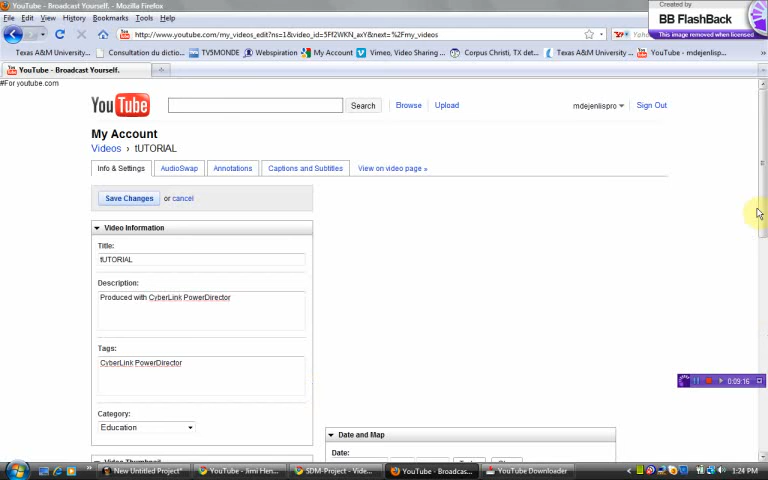 YouTube - Broadcast Yourself. - Mozilla Firefox
Created by
BB FlashBack
This image removed when licensed
File Edit View History Bookmarks Tools Help
http://www.youtube.com/my_videos_edit?ns=1&video_id=5Ff2WKN_axY&next=%2Fmy_videos
Texas A&M University... Consultation du diction... TV5MONDE Webspiration My Account Vimeo, Video Sharing ... Corpus Christi, TX det... Texas A&M University... YouTube - mdejenlisp...
YouTube - Broadcast Yourself.
#For youtube.com
YouTube Search Browse Upload mdejenlispro Sign Out
My Account
Videos › tUTORIAL
Info & Settings AudioSwap Annotations Captions and Subtitles View on video page »
Save Changes or cancel
Video Information
Title:
tUTORIAL
Description:
Produced with CyberLink PowerDirector
Tags:
CyberLink PowerDirector
0:09:16
Category:
Education
Date and Map
Date:
New Untitled Project* YouTube - Jimi Hen... SDM-Project - Vide... YouTube - Broadcas... YouTube Downloader 1:24 PM